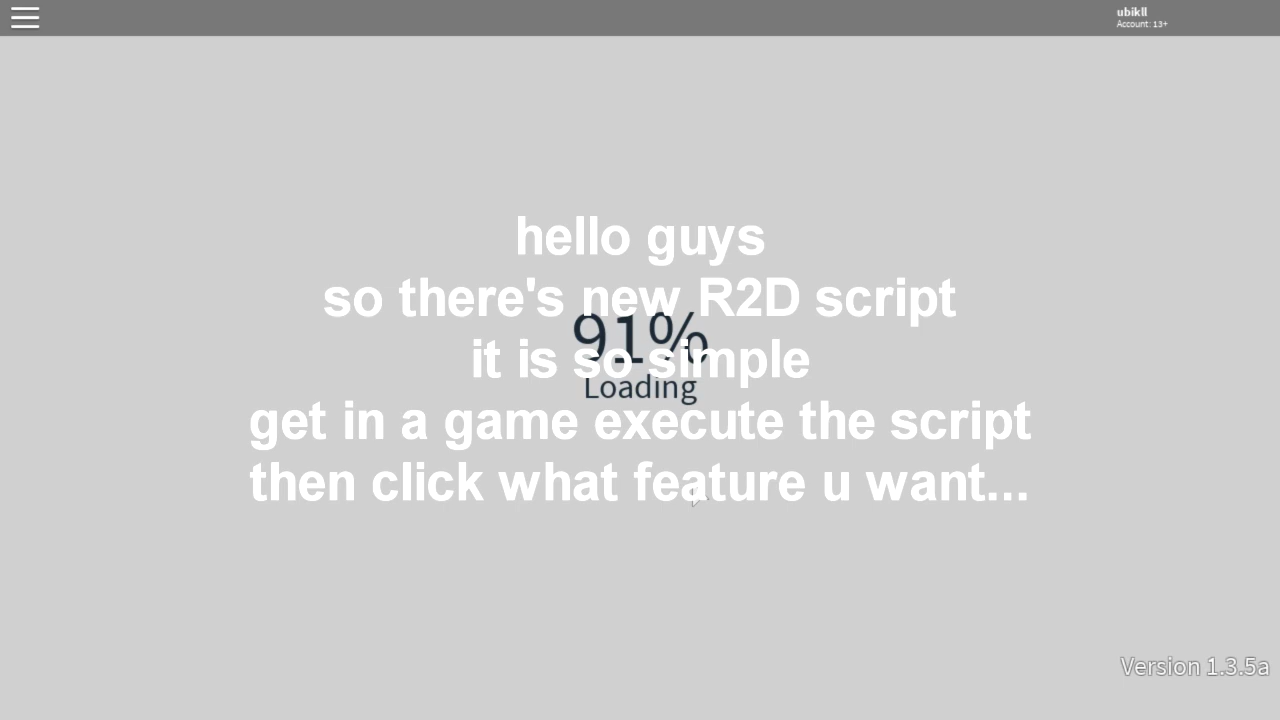 ubikll
Account: 13+
hello guys
so there's new R2D script
91%
it is so simple
Loading
get in a game execute the script
then click what feature u want...
Version 1.3.5a